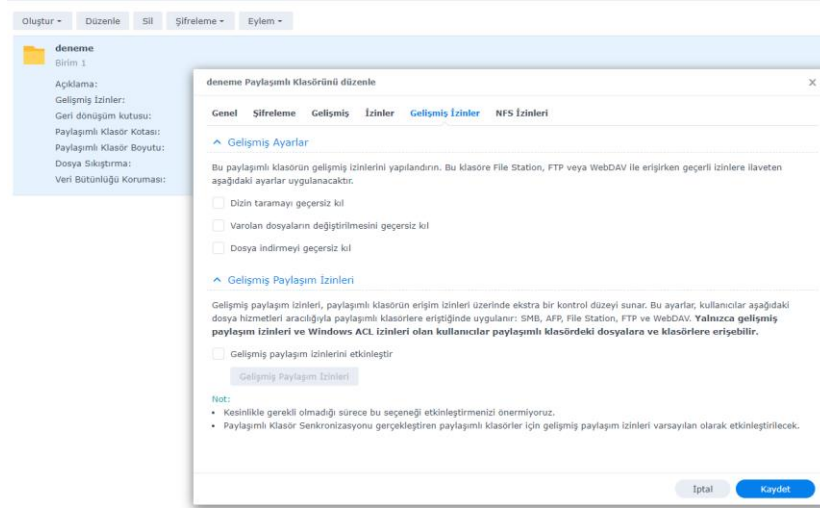 Oluştur
Düzenle
Sil
Şifreleme
Eylem
deneme
Birim 1
Açıklama:
Gelişmiş İzinler:
Geri dönüşüm kutusu:
Paylaşımlı Klasör Kotası:
Paylaşımlı Klasör Boyutu:
Dosya Sıkıştırma:
Veri Bütünlüğü Koruması:
deneme Paylaşımlı Klasörünü düzenle
Genel
Şifreleme
Gelişmiş
İzinler
Gelişmiş İzinler
NFS İzinleri
Gelişmiş Ayarlar
Bu paylaşımlı klasörün gelişmiş izinlerini yapılandırın. Bu klasöre File Station, FTP veya WebDAV ile erişirken geçerli izinlere ilaveten
aşağıdaki ayarlar uygulanacaktır.
Dizin taramayı geçersiz kıl
Varolan dosyaların değiştirilmesini geçersiz kıl
Dosya indirmeyi geçersiz kıl
Gelişmiş Paylaşım İzinleri
Gelişmiş paylaşım izinleri, paylaşımlı klasörün erişim izinleri üzerinde ekstra bir kontrol düzeyi sunar. Bu ayarlar, kullanıcılar aşağıdaki
dosya hizmetleri aracılığıyla paylaşımlı klasörlere eriştiğinde uygulanır: SMB, AFP, File Station, FTP ve WebDAV. Yalnızca gelişmiş
paylaşım izinleri ve Windows ACL izinleri olan kullanıcılar paylaşımlı klasördeki dosyalara ve klasörlere erişebilir.
Gelişmiş paylaşım izinlerini etkinleştir
Gelişmiş Paylaşım İzinleri
Not:
• Kesinlikle gerekli olmadığı sürece bu seçeneği etkinleştirmenizi önermiyoruz.
• Paylaşımlı Klasör Senkronizasyonu gerçekleştiren paylaşımlı klasörler için gelişmiş paylaşım izinleri varsayılan olarak etkinleştirilecek.
İptal
Kaydet